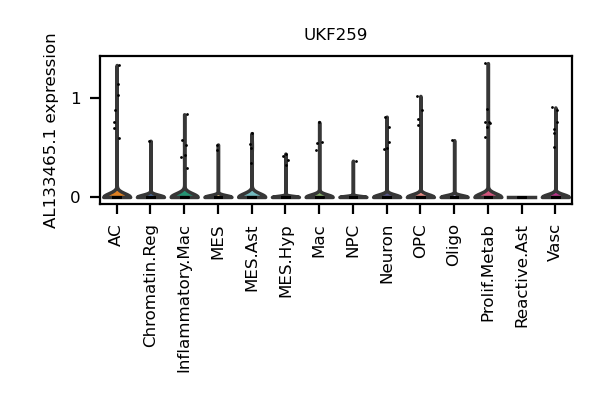 UKF259
AL133465.1 expression
1
0
AC
Chromatin.Reg
Inflammatory.Mac
MES
MES.Ast
MES.Hyp
Mac
NPC
Neuron
OPC
Oligo
Prolif.Metab
Reactive.Ast
Vasc